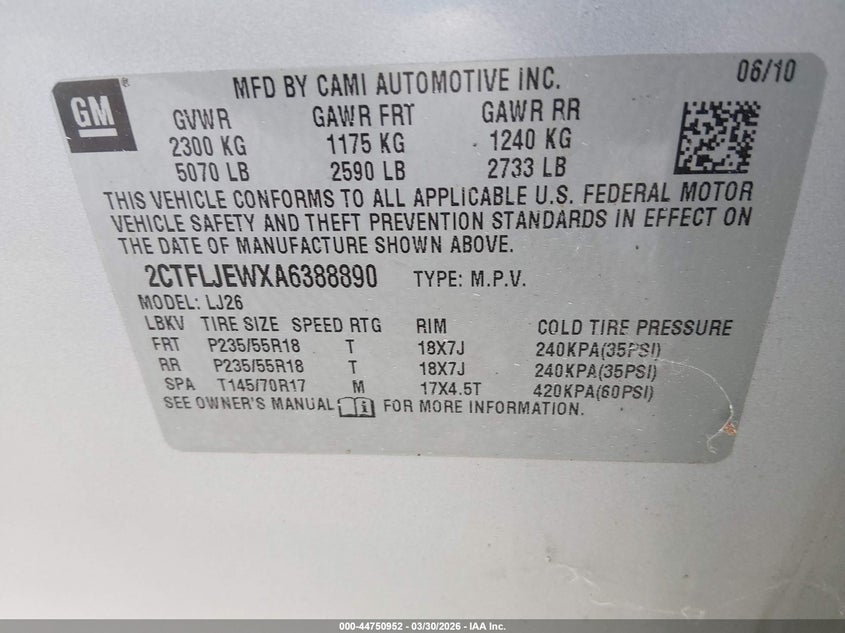 GM
®
MFD BY CAMI AUTOMOTIVE INC.
06/10
GVWR GAWR FRT GAWR RR
2300 KG 1175 KG 1240 KG
5070 LB 2590 LB 2733 LB
THIS VEHICLE CONFORMS TO ALL APPLICABLE U.S. FEDERAL MOTOR
VEHICLE SAFETY AND THEFT PREVENTION STANDARDS IN EFFECT ON
THE DATE OF MANUFACTURE SHOWN ABOVE.
2CTFLJEWXA6388890 TYPE: M.P.V.
MODEL: LJ26
LBKV TIRE SIZE SPEED RTG RIM COLD TIRE PRESSURE
FRT P235/55R18 T 18X7J 240KPA(35PSI)
RR P235/55R18 T 18X7J 240KPA(35PSI)
SPA T145/70R17 M 17X4.5T 420KPA(60PSI)
SEE OWNER'S MANUAL i FOR MORE INFORMATION.
000-44750952 — 03/30/2026 — IAA Inc.